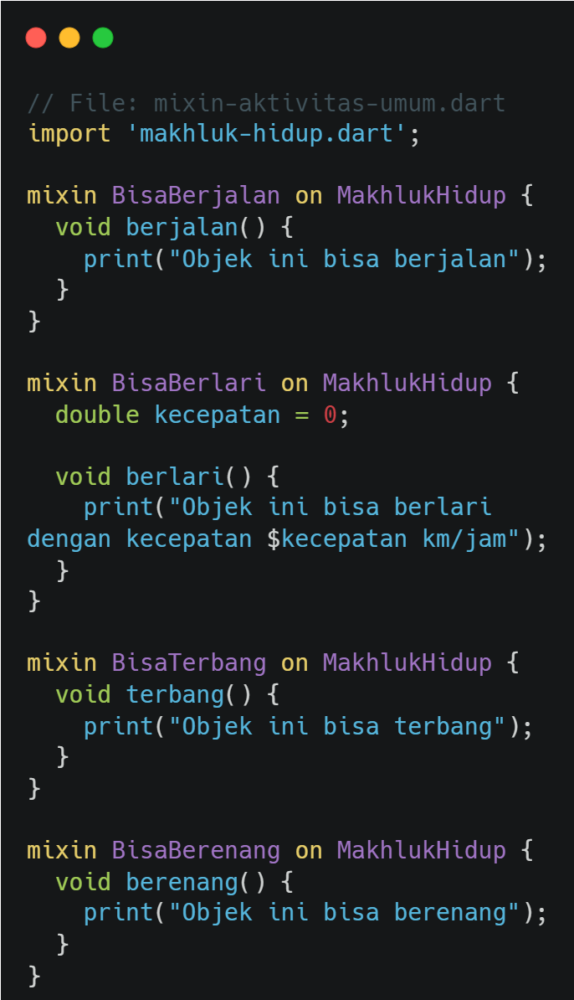 // File: mixin-aktivitas-umum.dart
import 'makhluk-hidup.dart';

mixin BisaBerjalan on MakhlukHidup {
  void berjalan() {
    print("Objek ini bisa berjalan");
  }
}

mixin BisaBerlari on MakhlukHidup {
  double kecepatan = 0;

  void berlari() {
    print("Objek ini bisa berlari
dengan kecepatan $kecepatan km/jam");
  }
}

mixin BisaTerbang on MakhlukHidup {
  void terbang() {
    print("Objek ini bisa terbang");
  }
}

mixin BisaBerenang on MakhlukHidup {
  void berenang() {
    print("Objek ini bisa berenang");
  }
}